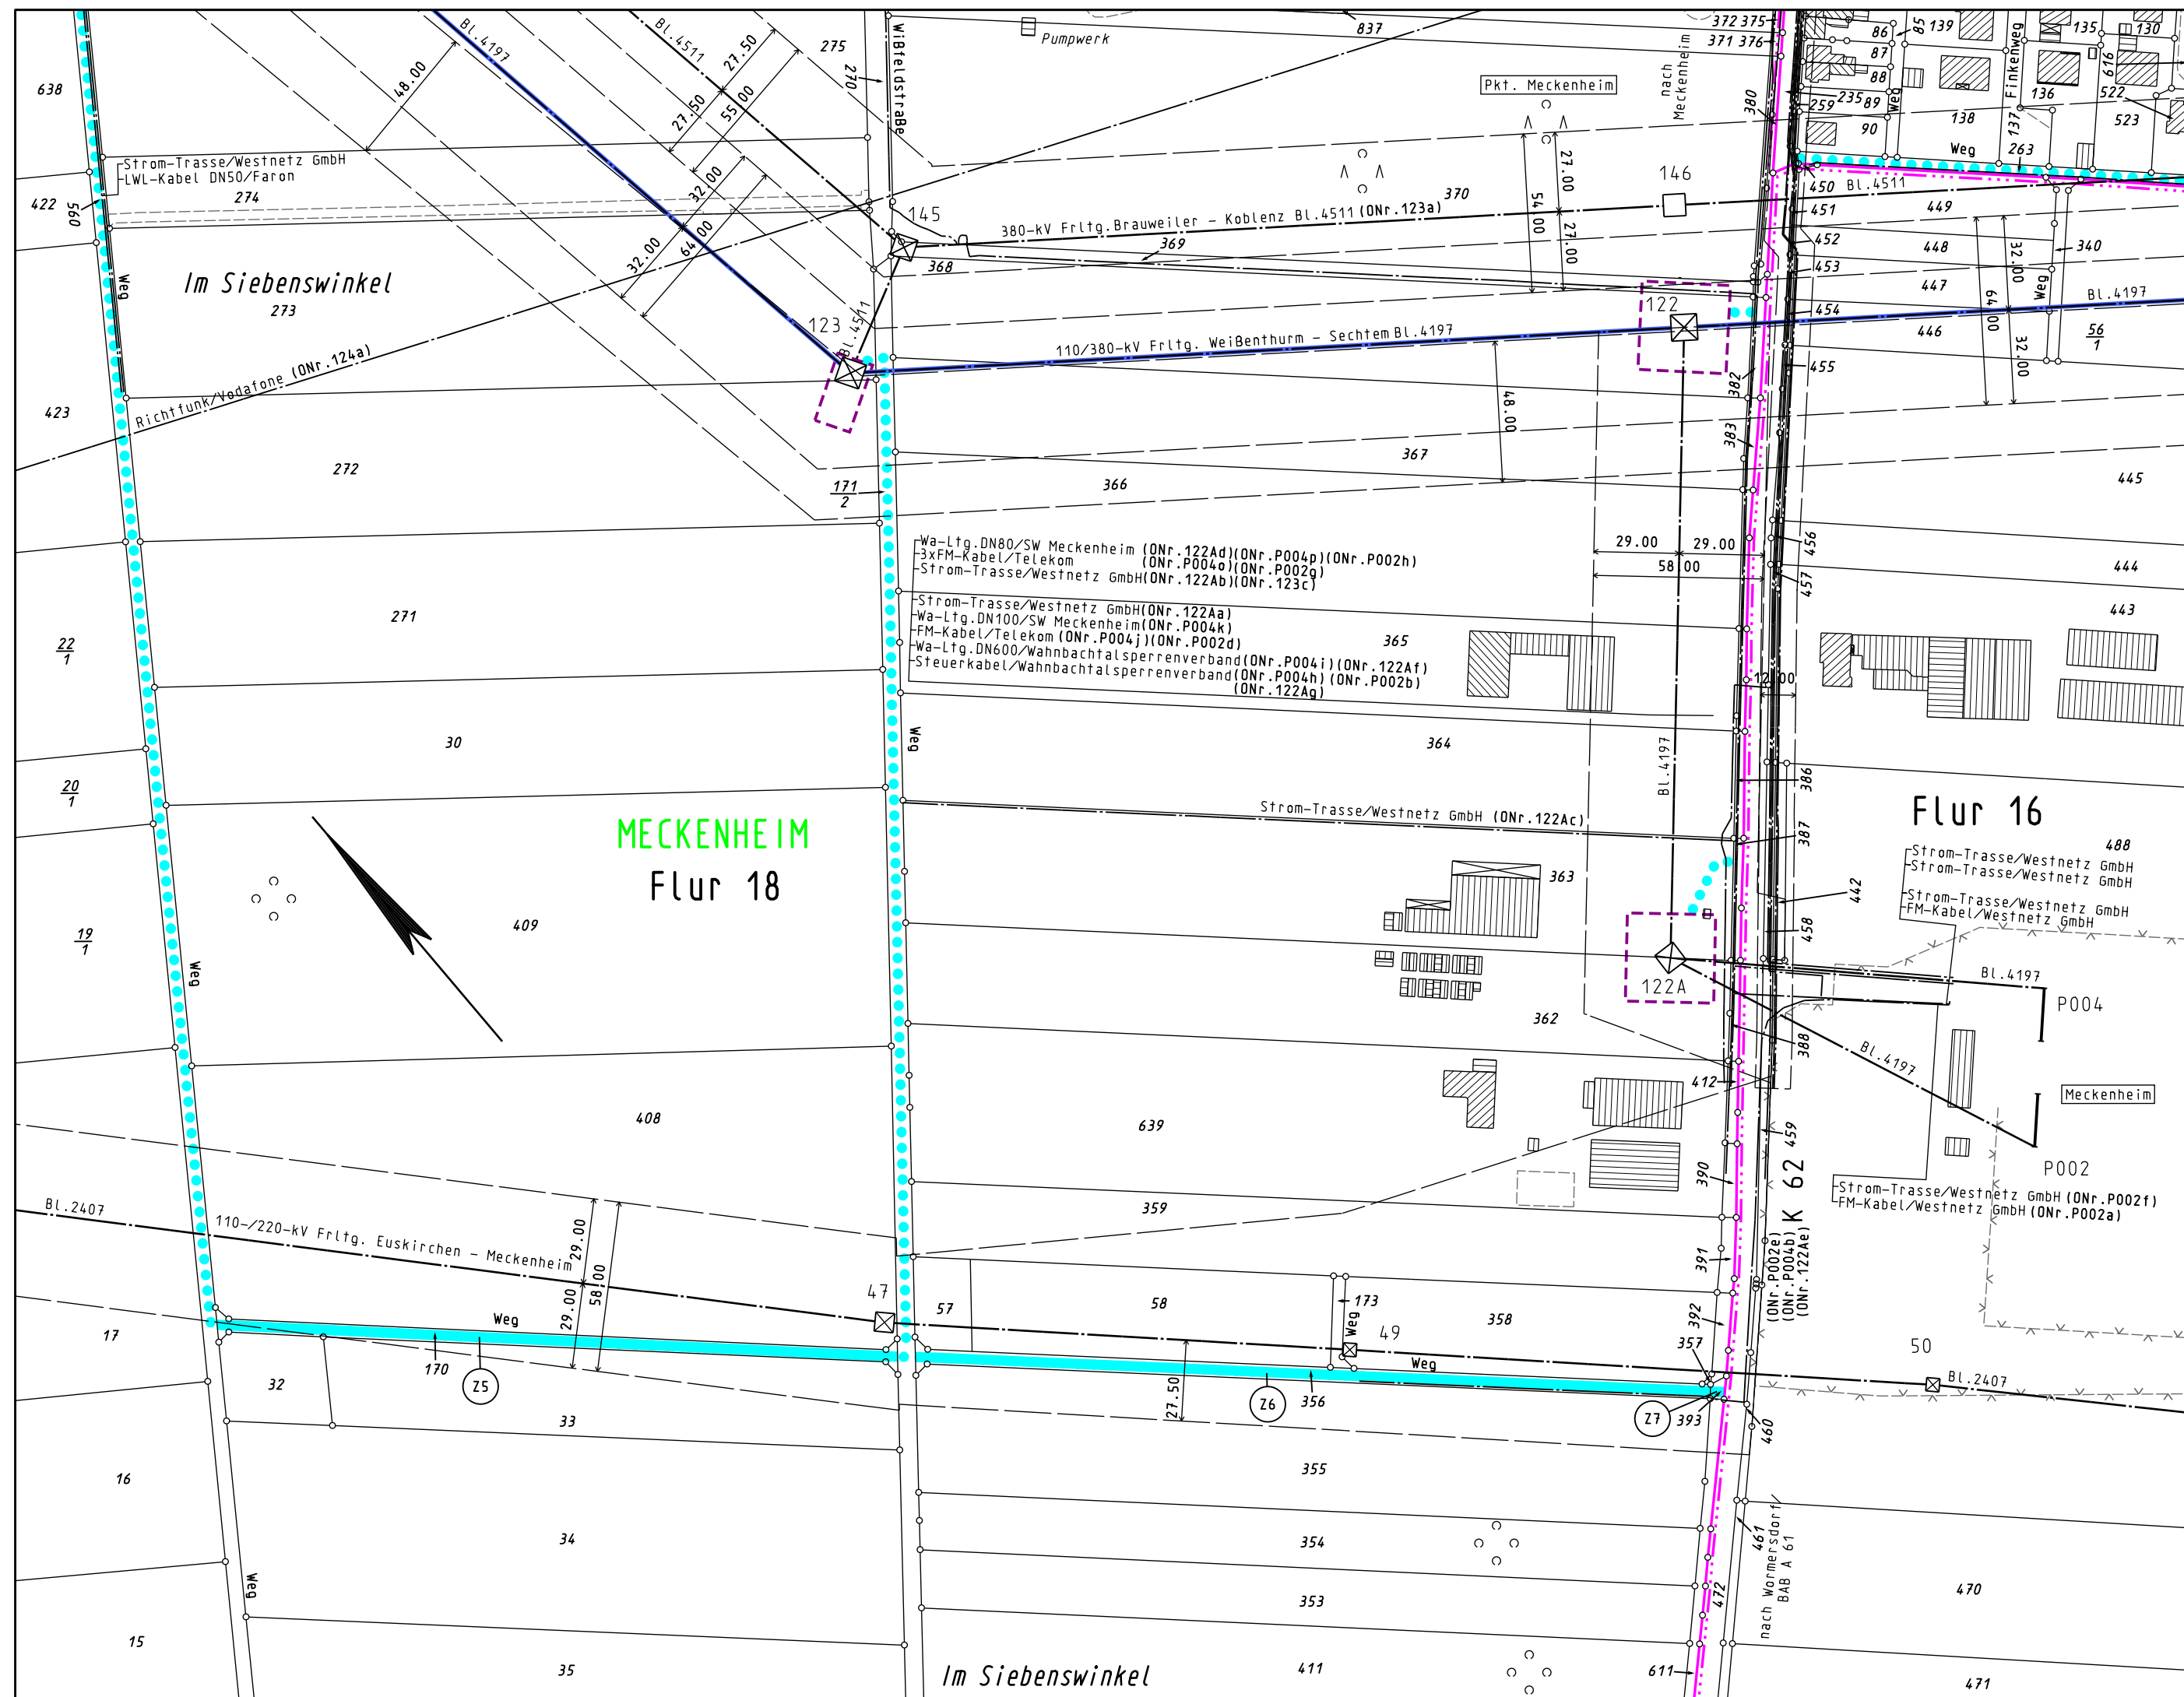 Bl.4197
Bl.4511
27.50
27.50
55.00
48.00
275
270
Wißfeldstraße
Pumpwerk
837
372 375
371 376
nach
Meckenheim
Pkt. Meckenheim
380
86
85
139
135
130
87
88
616
Finkenweg
235
89
259
Weg
136
522
90
138
137
523
263
Weg
638
Strom-Trasse/Westnetz GmbH
LWL-Kabel DN50/Faron
274
422
560
32.00
32.00
64.00
145
27.00
54.00
27.00
146
370
380-kV Frltg.Brauweiler - Koblenz Bl.4511 (ONr.123a)
369
368
450
Bl.4511
451
449
452
448
453
447
454
446
455
32.00
64.00
32.00
340
Weg
Bl.4197
56
1
Im Siebenswinkel
273
Weg
123
Bl.4511
122
110/380-kV Frltg. Weißenthurm - Sechtem Bl.4197
Richtfunk/Vodafone (ONr.124a)
423
272
382
383
48.00
367
366
171
2
445
Wa-Ltg.DN80/SW Meckenheim (ONr.122Ad)(ONr.P004p)(ONr.P002h)
3xFM-Kabel/Telekom (ONr.P004o)(ONr.P002g)
Strom-Trasse/Westnetz GmbH(ONr.122Ab)(ONr.123c)
29.00
29.00
58.00
456
457
444
443
Strom-Trasse/Westnetz GmbH(ONr.122Aa)
Wa-Ltg.DN100/SW Meckenheim(ONr.P004k)
FM-Kabel/Telekom (ONr.P004j)(ONr.P002d)
Wa-Ltg.DN600/Wahnbachtalsperrenverband(ONr.P004i)(ONr.122Af)
Steuerkabel/Wahnbachtalsperrenverband(ONr.P004h)(ONr.P002b)
(ONr.122Ag)
365
271
22
1
12.00
30
Weg
364
Bl.4197
386
20
1
MECKENHEIM
Flur 18
Strom-Trasse/Westnetz GmbH (ONr.122Ac)
387
Flur 16
488
Strom-Trasse/Westnetz GmbH
Strom-Trasse/Westnetz GmbH
Strom-Trasse/Westnetz GmbH
FM-Kabel/Westnetz GmbH
363
442
458
409
19
1
Weg
122A
Bl.4197
P004
362
388
Bl.4197
412
Meckenheim
408
639
459
390
K 62
P002
359
Strom-Trasse/Westnetz GmbH (ONr.P002f)
FM-Kabel/Westnetz GmbH (ONr.P002a)
Bl.2407
110-/220-kV Frltg. Euskirchen - Meckenheim
29.00
58.00
29.00
391
(ONr.P002e)
(ONr.P004b)
(ONr.122Ae)
47
57
58
173
Weg
49
358
392
357
50
17
Weg
Weg
Bl.2407
32
170
Z5
27.50
Z6
356
Z7
393
460
33
16
355
34
354
461
nach Wormersdorf/
BAB A 61
470
Weg
353
472
15
35
Im Siebenswinkel
411
611
471